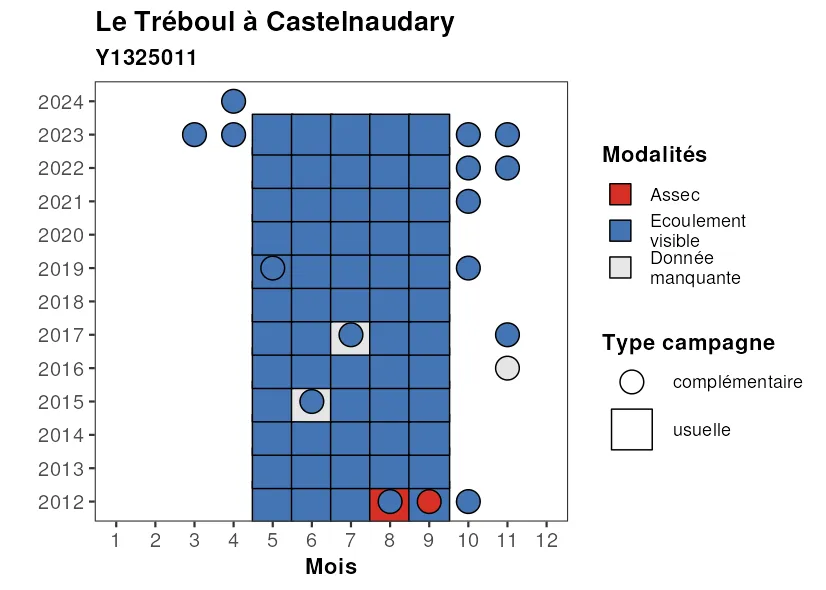 Le Tréboul à Castelnaudary
Y1325011
2024
2023
2022
2021
2020
2019
2018
2017
2016
2015
2014
2013
2012
1 2 3 4 5 6 7 8 9 10 11 12
Mois
Modalités
Assec
Ecoulement
visible
Donnée
manquante
Type campagne
complémentaire
usuelle